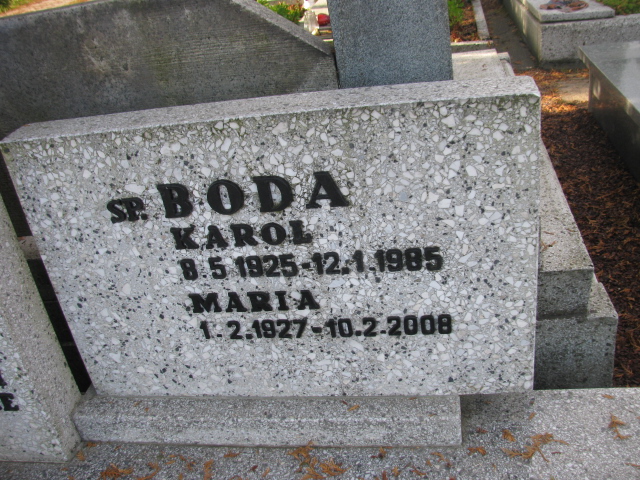 SP. BODA
KAROL
8.5 1925-12.1.1985
MARIA
1.2.1927-10.2.2008